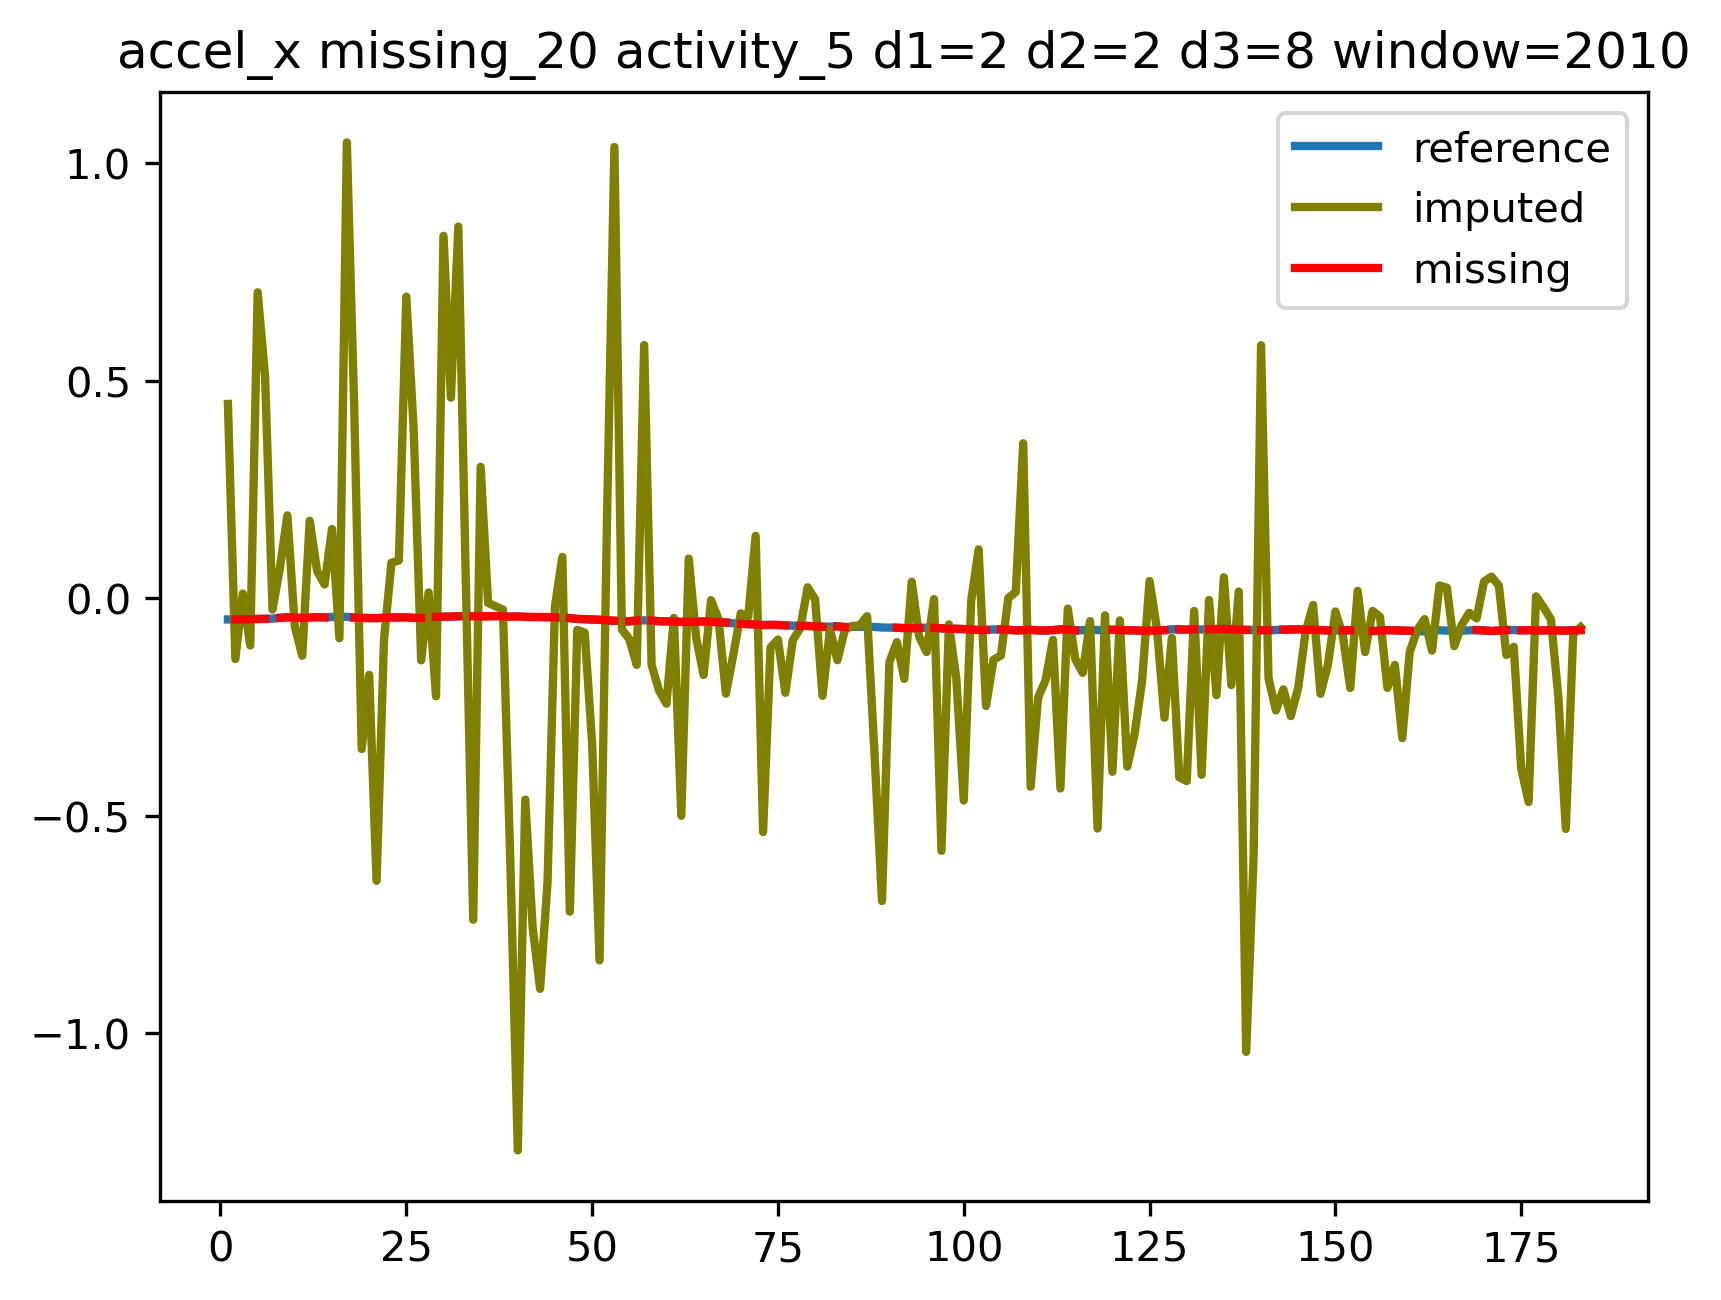 accel_x missing_20 activity_5 d1=2 d2=2 d3=8 window=2010
reference
imputed
missing
1.0
0.5
0.0
−0.5
−1.0
0 25 50 75 100 125 150 175